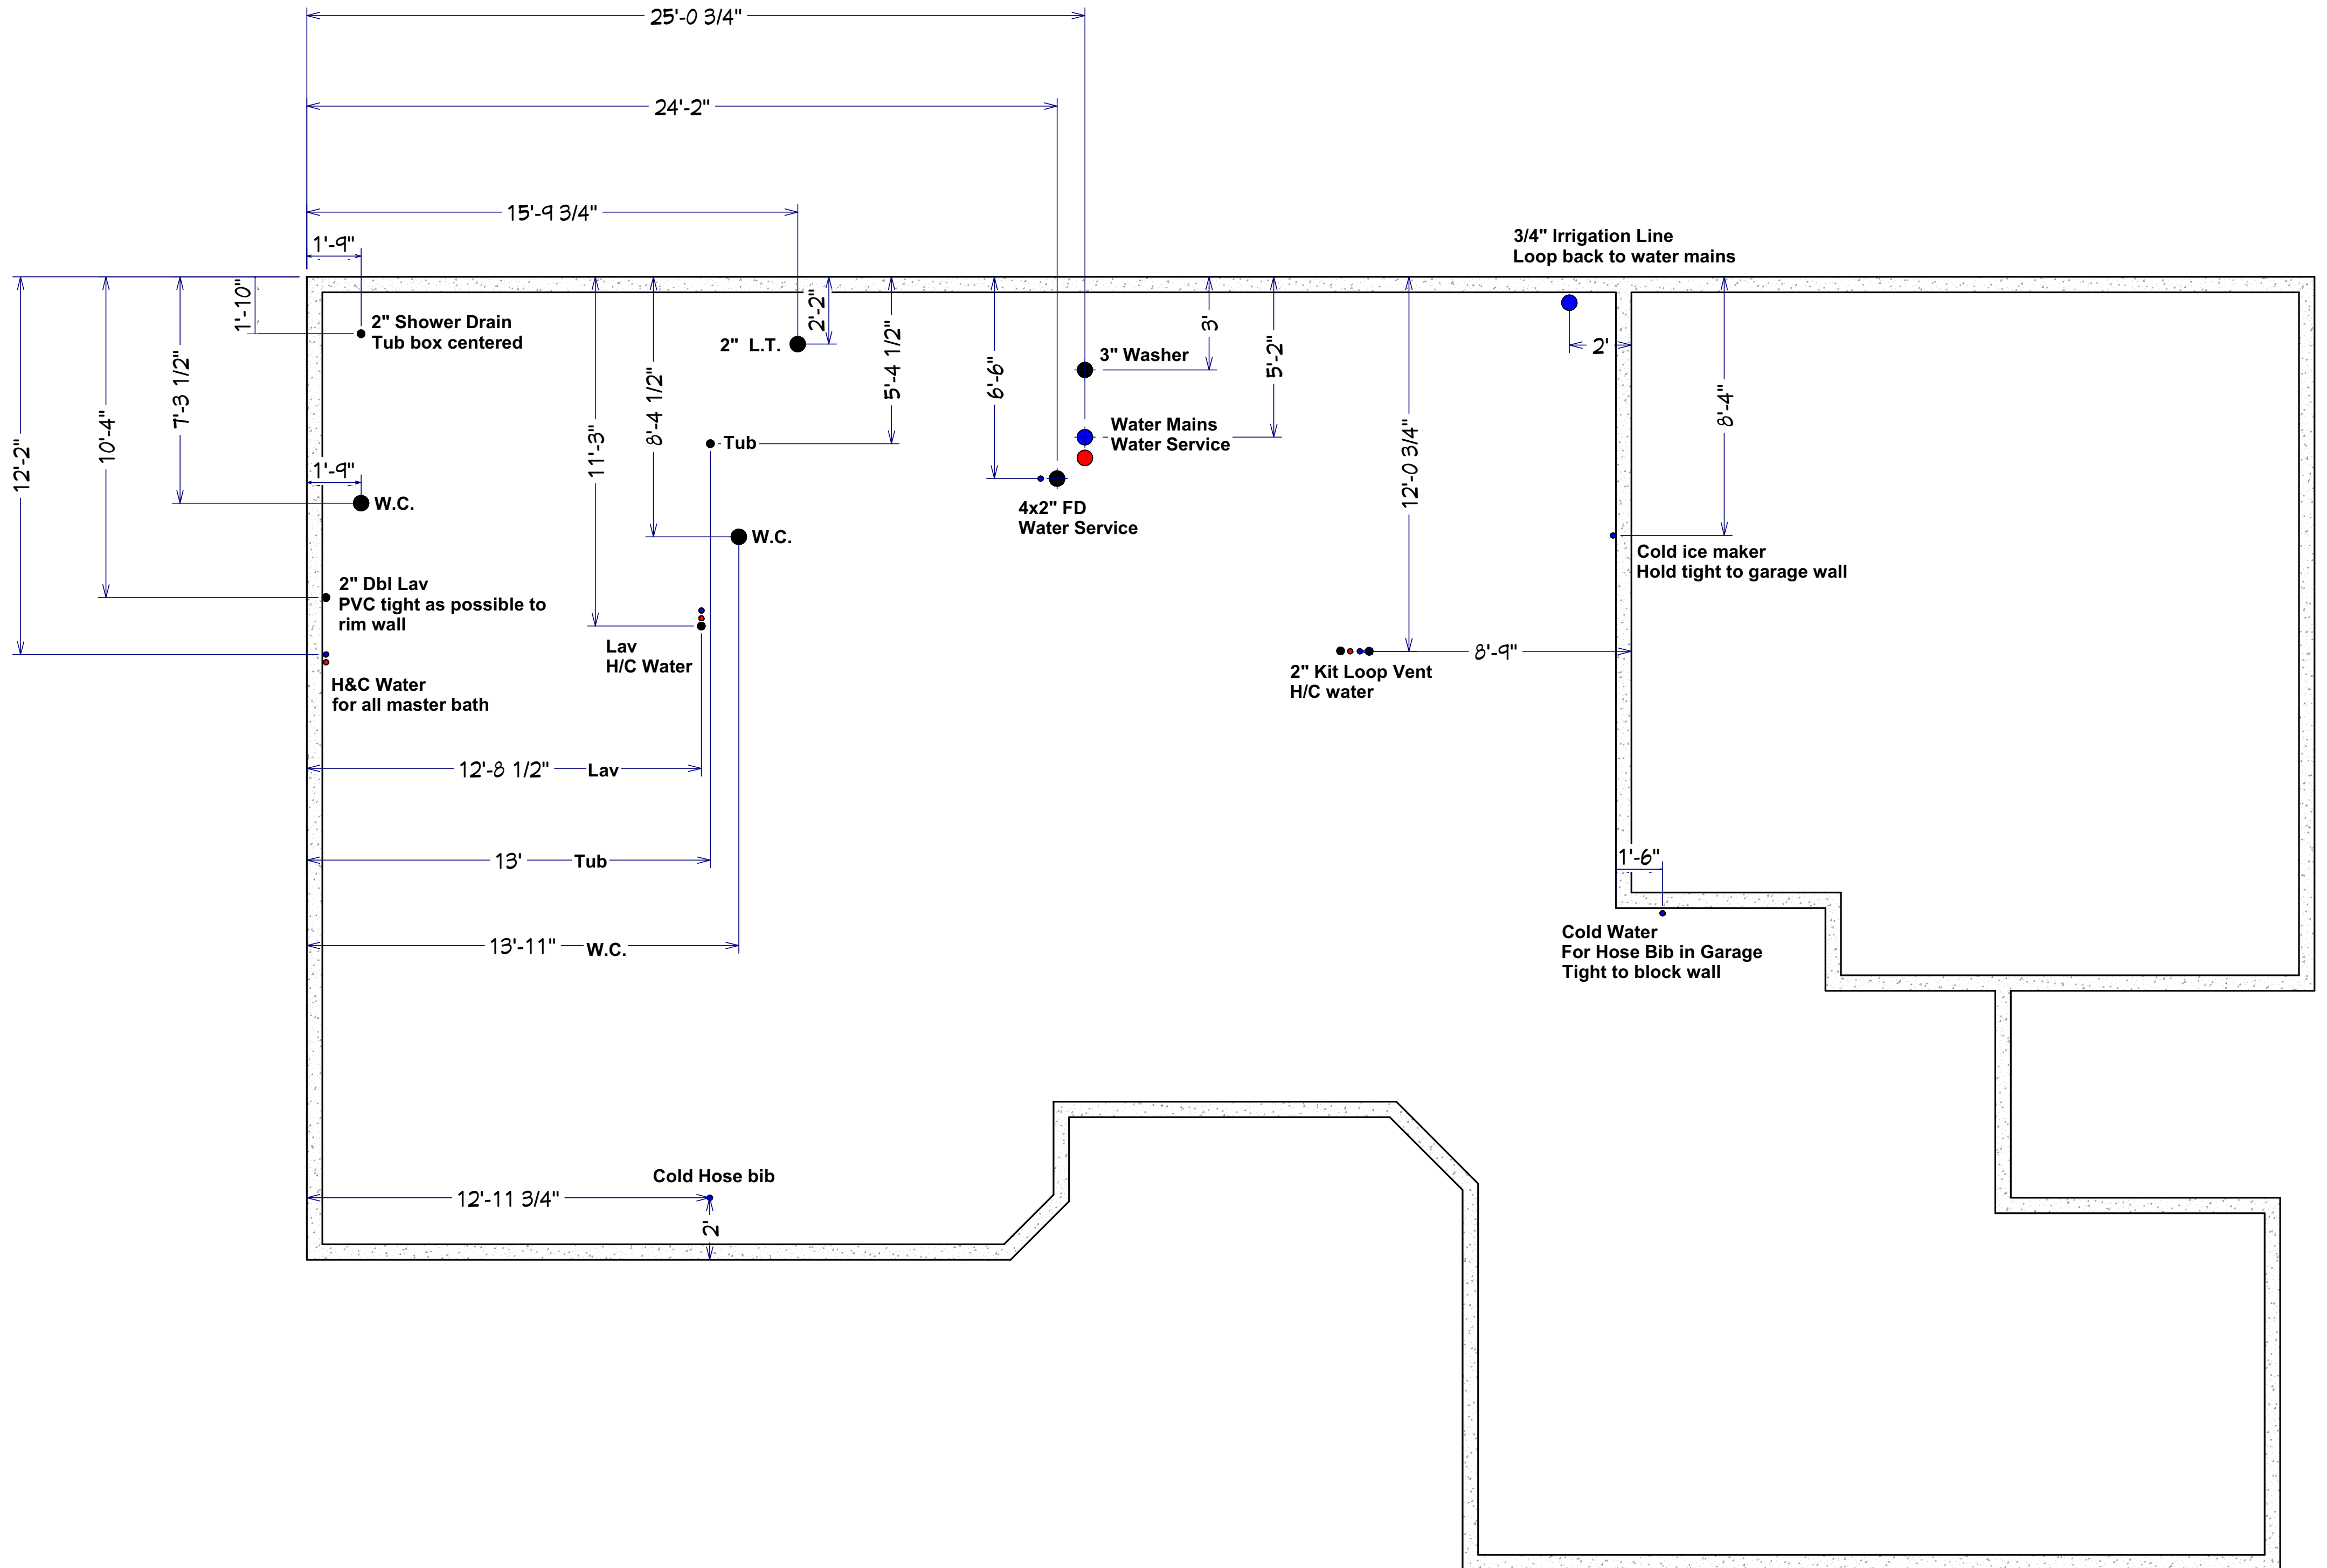 25'-0 3/4"
24'-2"
15'-9 3/4"
1'-9"
3/4" Irrigation Line
Loop back to water mains
1'-10"
2'-2"
2" Shower Drain
Tub box centered
2" L.T.
3'
2'
3" Washer
7'-3 1/2"
5'-4 1/2"
6'-6"
5'-2"
8'-4"
10'-4"
12'-2"
11'-3"
8'-4 1/2"
12'-0 3/4"
Tub
Water Mains
Water Service
1'-9"
W.C.
4x2" FD
Water Service
W.C.
Cold ice maker
Hold tight to garage wall
2" Dbl Lav
PVC tight as possible to
rim wall
Lav
H/C Water
8'-9"
2" Kit Loop Vent
H/C water
H&C Water
for all master bath
12'-8 1/2" Lav
13' Tub
1'-6"
13'-11" W.C.
Cold Water
For Hose Bib in Garage
Tight to block wall
Cold Hose bib
12'-11 3/4"
2'